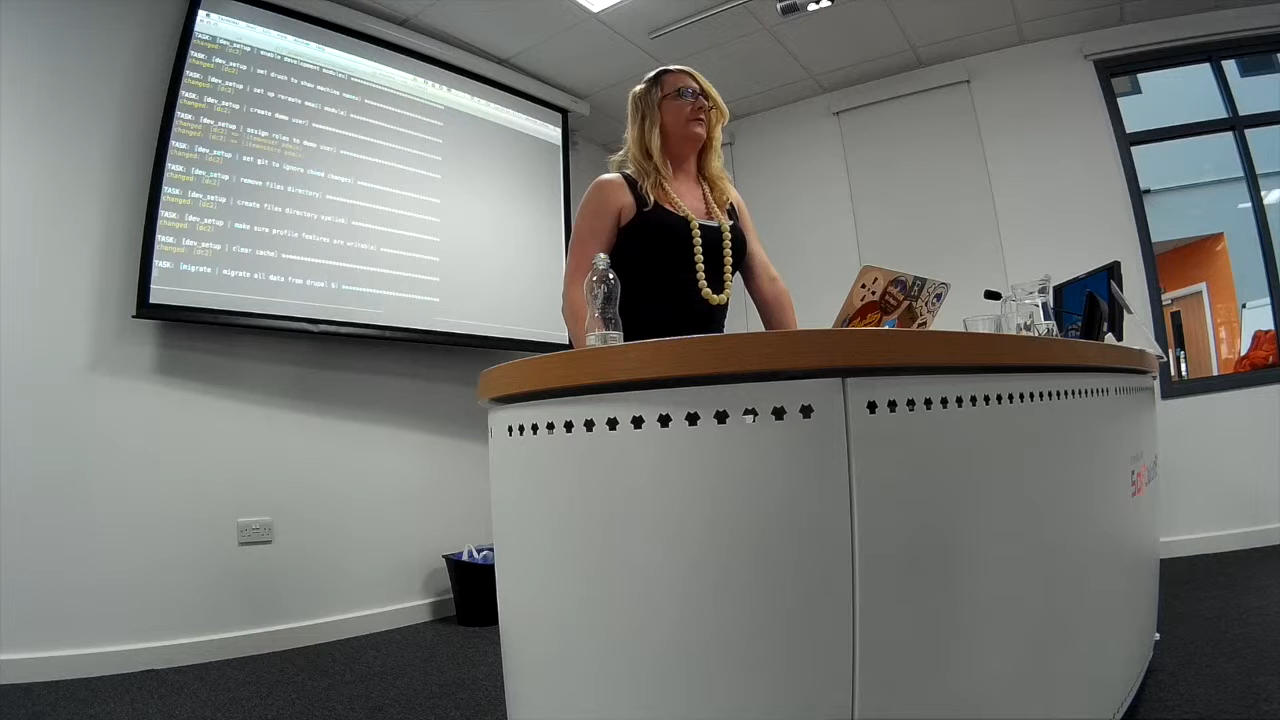 TASK: [dev_setup | enable development modules] ****
changed: [dc2]
TASK: [dev_setup | set drush to show machine names] ****
changed: [dc2]
TASK: [dev_setup | set up reroute email module] ****
changed: [dc2]
TASK: [dev_setup | create demo user] ****
changed: [dc2]
TASK: [dev_setup | assign roles to demo user] ****
changed: [dc2] =>
changed: [dc2] =>
TASK: [dev_setup | set git to ignore chmod changes] ****
changed: [dc2]
TASK: [dev_setup | remove files directory] ****
changed: [dc2]
TASK: [dev_setup | create files directory symlink] ****
changed: [dc2]
TASK: [dev_setup | make sure profile features are writable] ****
changed: [dc2]
TASK: [dev_setup | clear cache] ****
changed: [dc2]
TASK: [migrate | migrate all data from drupal 6] ****